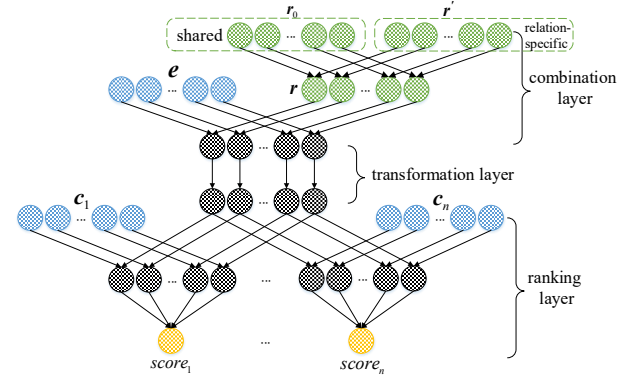 r₀
r′
shared
...
...
relation-
specific
e
...
r
...
combination
layer
...
transformation layer
...
c₁
...
cₙ
...
...
...
...
ranking
layer
score₁
...
scoreₙ